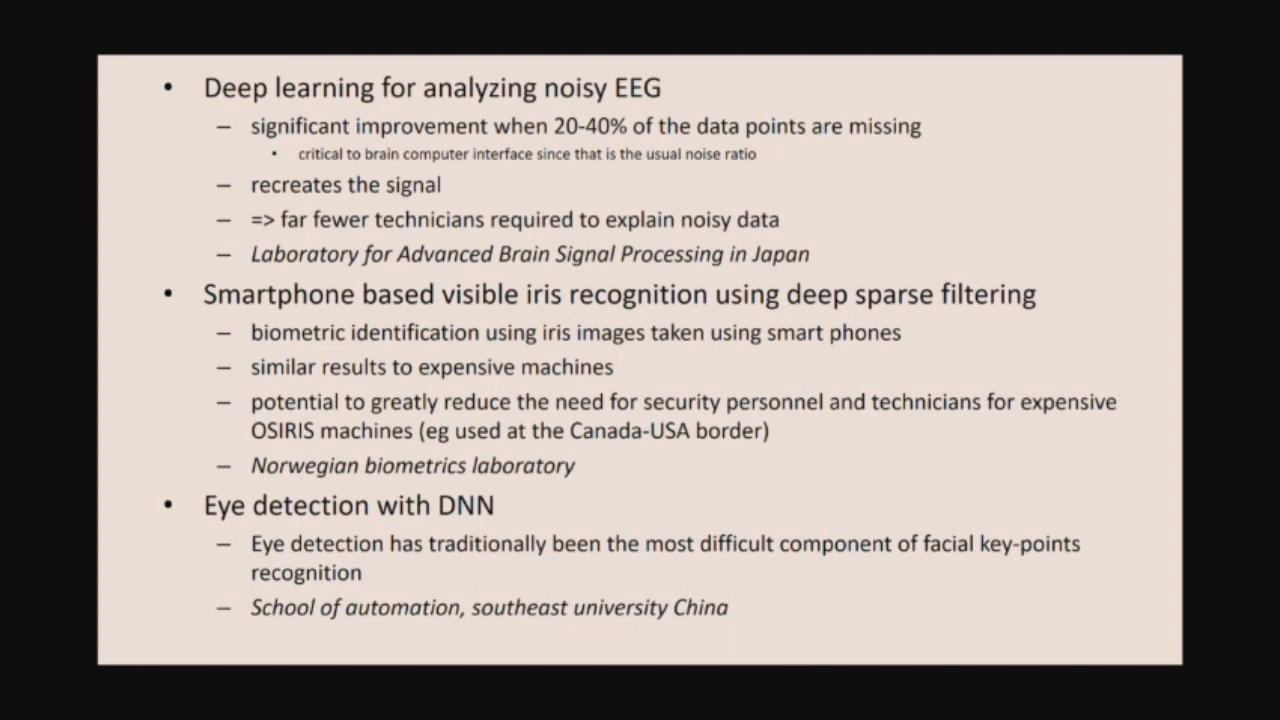 • Deep learning for analyzing noisy EEG
– significant improvement when 20-40% of the data points are missing
• critical to brain computer interface since that is the usual noise ratio
– recreates the signal
– => far fewer technicians required to explain noisy data
– Laboratory for Advanced Brain Signal Processing in Japan
• Smartphone based visible iris recognition using deep sparse filtering
– biometric identification using iris images taken using smart phones
– similar results to expensive machines
– potential to greatly reduce the need for security personnel and technicians for expensive
OSIRIS machines (eg used at the Canada-USA border)
– Norwegian biometrics laboratory
• Eye detection with DNN
– Eye detection has traditionally been the most difficult component of facial key-points
recognition
– School of automation, southeast university China